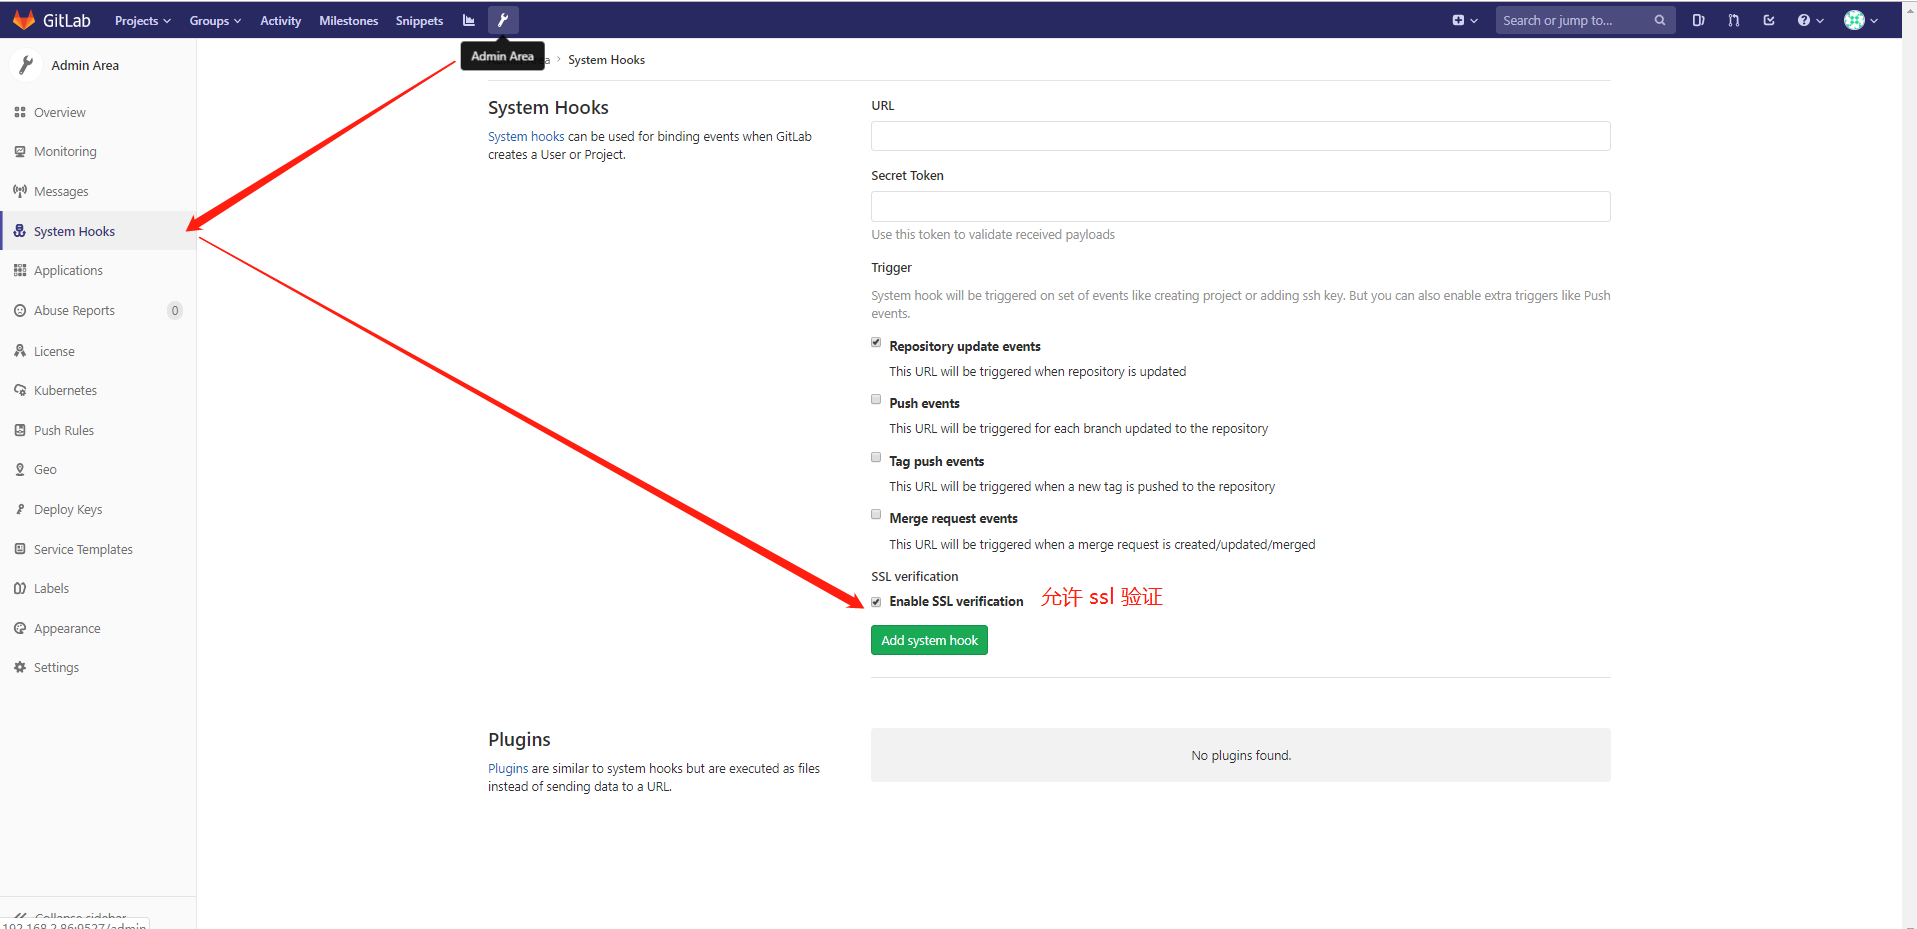 GitLab Projects Groups Activity Milestones Snippets Search or jump to...
Admin Area
Admin Area
a › System Hooks
Overview
Monitoring
Messages
System Hooks
Applications
Abuse Reports 0
License
Kubernetes
Push Rules
Geo
Deploy Keys
Service Templates
Labels
Appearance
Settings
Collapse sidebar
192.168.2.86:9527/admin
System Hooks
System hooks can be used for binding events when GitLab
creates a User or Project.
URL
Secret Token
Use this token to validate received payloads
Trigger
System hook will be triggered on set of events like creating project or adding ssh key. But you can also enable extra triggers like Push
events.
Repository update events
This URL will be triggered when repository is updated
Push events
This URL will be triggered for each branch updated to the repository
Tag push events
This URL will be triggered when a new tag is pushed to the repository
Merge request events
This URL will be triggered when a merge request is created/updated/merged
SSL verification
Enable SSL verification 允许 ssl 验证
Add system hook
Plugins
Plugins are similar to system hooks but are executed as files
instead of sending data to a URL.
No plugins found.